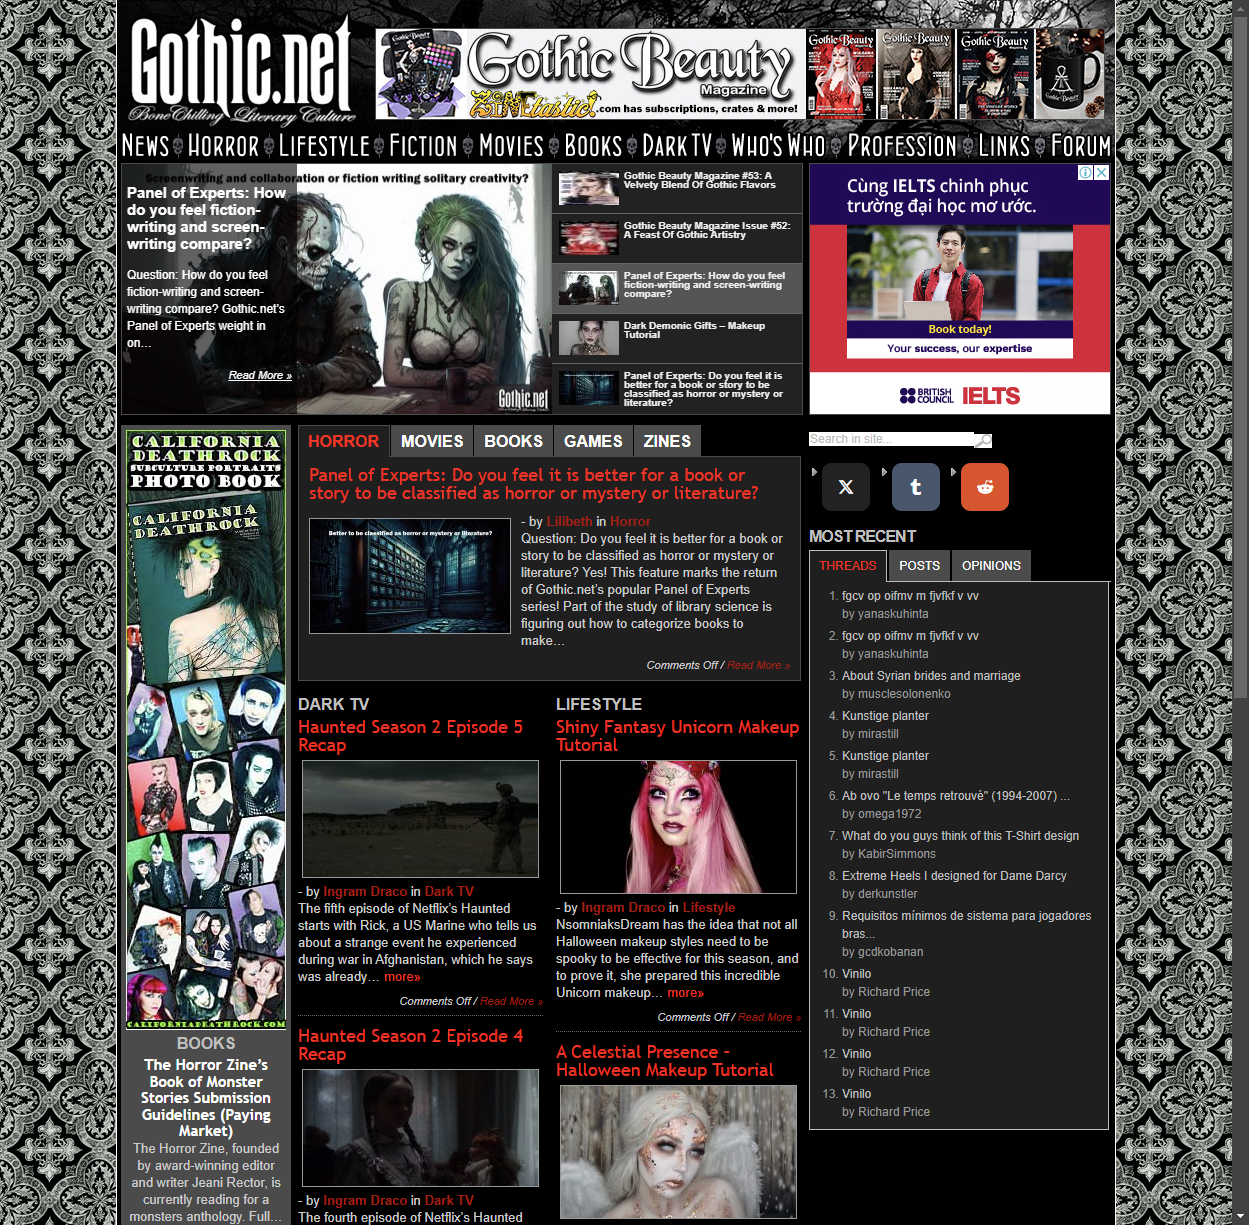 Gothic.net
BoneChilling Literary Culture
Gothic Beauty
Magazine
ZiNEtastic!.com has subscriptions, crates & more!
NEWS HORROR LIFESTYLE FICTION MOVIES BOOKS DARK TV WHO'S WHO PROFESSION LINKS FORUM
Screenwriting and collaboration or fiction writing solitary creativity?
Panel of Experts: How
do you feel fiction-
writing and screen-
writing compare?
Question: How do you feel
fiction-writing and screen-
writing compare? Gothic.net's
Panel of Experts weight in
on…
Read More »
Gothic.net
Gothic Beauty Magazine #53: A
Velvety Blend Of Gothic Flavors
Gothic Beauty Magazine Issue #52:
A Feast Of Gothic Artistry
Panel of Experts: How do you feel
fiction-writing and screen-writing
compare?
Dark Demonic Gifts – Makeup
Tutorial
Panel of Experts: Do you feel it is
better for a book or story to be
classified as horror or mystery or
literature?
Cùng IELTS chinh phục
trường đại học mơ ước.
Book today!
Your success, our expertise
BRITISH
COUNCIL
IELTS
CALIFORNIA
DEATHROCK
SUBCULTURE PORTRAITS
PHOTO BOOK
CALIFORNIA
DEATHROCK
CALIFORNIADEATHROCK.COM
BOOKS
The Horror Zine's
Book of Monster
Stories Submission
Guidelines (Paying
Market)
The Horror Zine, founded
by award-winning editor
and writer Jeani Rector, is
currently reading for a
monsters anthology. Full…
HORROR MOVIES BOOKS GAMES ZINES
Panel of Experts: Do you feel it is better for a book or
story to be classified as horror or mystery or literature?
Better to be classified as horror or mystery or literature?
- by Lilibeth in Horror
Question: Do you feel it is better for a book or
story to be classified as horror or mystery or
literature? Yes! This feature marks the return
of Gothic.net's popular Panel of Experts
series! Part of the study of library science is
figuring out how to categorize books to
make…
Comments Off / Read More »
DARK TV
Haunted Season 2 Episode 5
Recap
- by Ingram Draco in Dark TV
The fifth episode of Netflix's Haunted
starts with Rick, a US Marine who tells us
about a strange event he experienced
during war in Afghanistan, which he says
was already… more»
Comments Off / Read More »
Haunted Season 2 Episode 4
Recap
- by Ingram Draco in Dark TV
The fourth episode of Netflix's Haunted
LIFESTYLE
Shiny Fantasy Unicorn Makeup
Tutorial
- by Ingram Draco in Lifestyle
NsomniaksDream has the idea that not all
Halloween makeup styles need to be
spooky to be effective for this season, and
to prove it, she prepared this incredible
Unicorn makeup… more»
Comments Off / Read More »
A Celestial Presence –
Halloween Makeup Tutorial
Search in site...
MOST RECENT
THREADS POSTS OPINIONS
1. fgcv op oifmv m fjvfkf v vv
by yanaskuhinta
2. fgcv op oifmv m fjvfkf v vv
by yanaskuhinta
3. About Syrian brides and marriage
by musclesolonenko
4. Kunstige planter
by mirastill
5. Kunstige planter
by mirastill
6. Ab ovo "Le temps retrouvé" (1994-2007) ...
by omega1972
7. What do you guys think of this T-Shirt design
by KabirSimmons
8. Extreme Heels I designed for Dame Darcy
by derkunstler
9. Requisitos mínimos de sistema para jogadores
bras...
by gcdkobanan
10. Vinilo
by Richard Price
11. Vinilo
by Richard Price
12. Vinilo
by Richard Price
13. Vinilo
by Richard Price